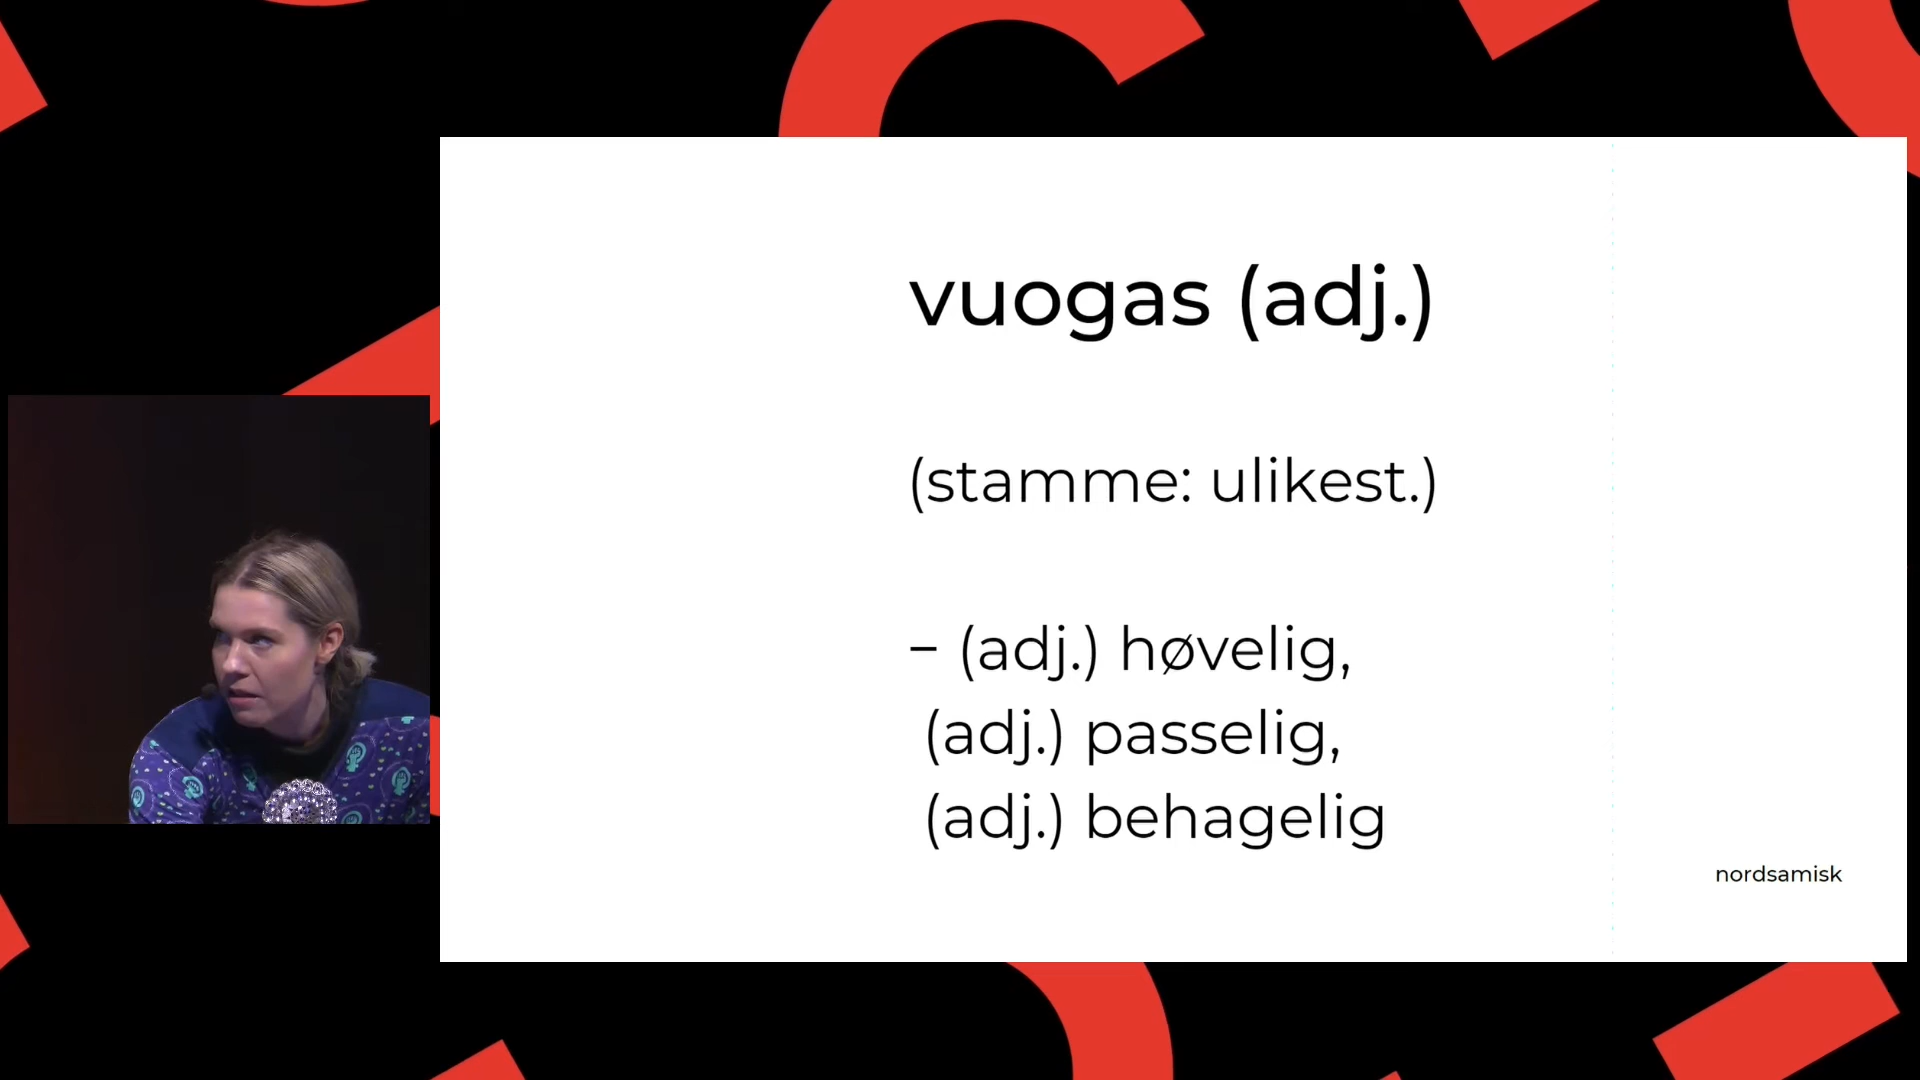 vuogas (adj.)
(stamme: ulikest.)
– (adj.) høvelig,
(adj.) passelig,
(adj.) behagelig
nordsamisk